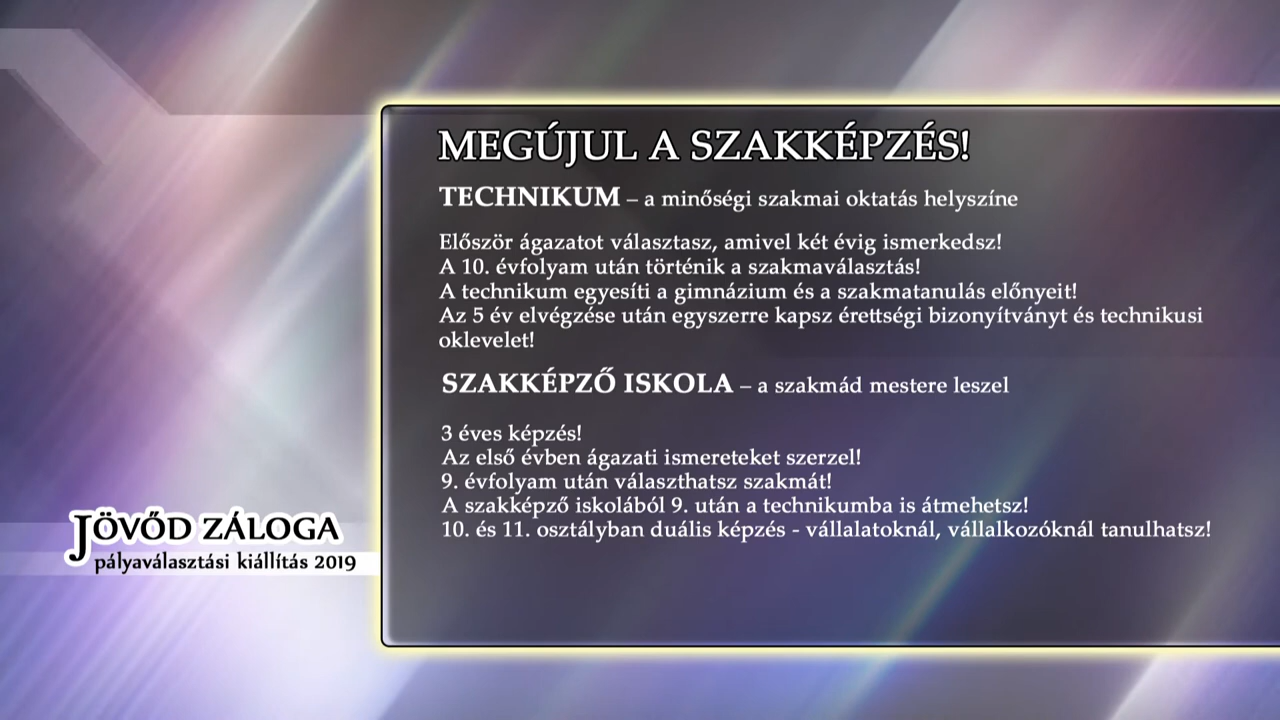 MEGÚJUL A SZAKKÉPZÉS!
TECHNIKUM – a minőségi szakmai oktatás helyszíne
Először ágazatot választasz, amivel két évig ismerkedsz!
A 10. évfolyam után történik a szakmaválasztás!
A technikum egyesíti a gimnázium és a szakmatanulás előnyeit!
Az 5 év elvégzése után egyszerre kapsz érettségi bizonyítványt és technikusi
oklevelet!
SZAKKÉPZŐ ISKOLA – a szakmád mestere leszel
3 éves képzés!
Az első évben ágazati ismereteket szerzel!
9. évfolyam után választhatsz szakmát!
A szakképző iskolából 9. után a technikumba is átmehetsz!
10. és 11. osztályban duális képzés - vállalatoknál, vállalkozóknál tanulhatsz!
JÖVŐD ZÁLOGA
pályaválasztási kiállítás 2019